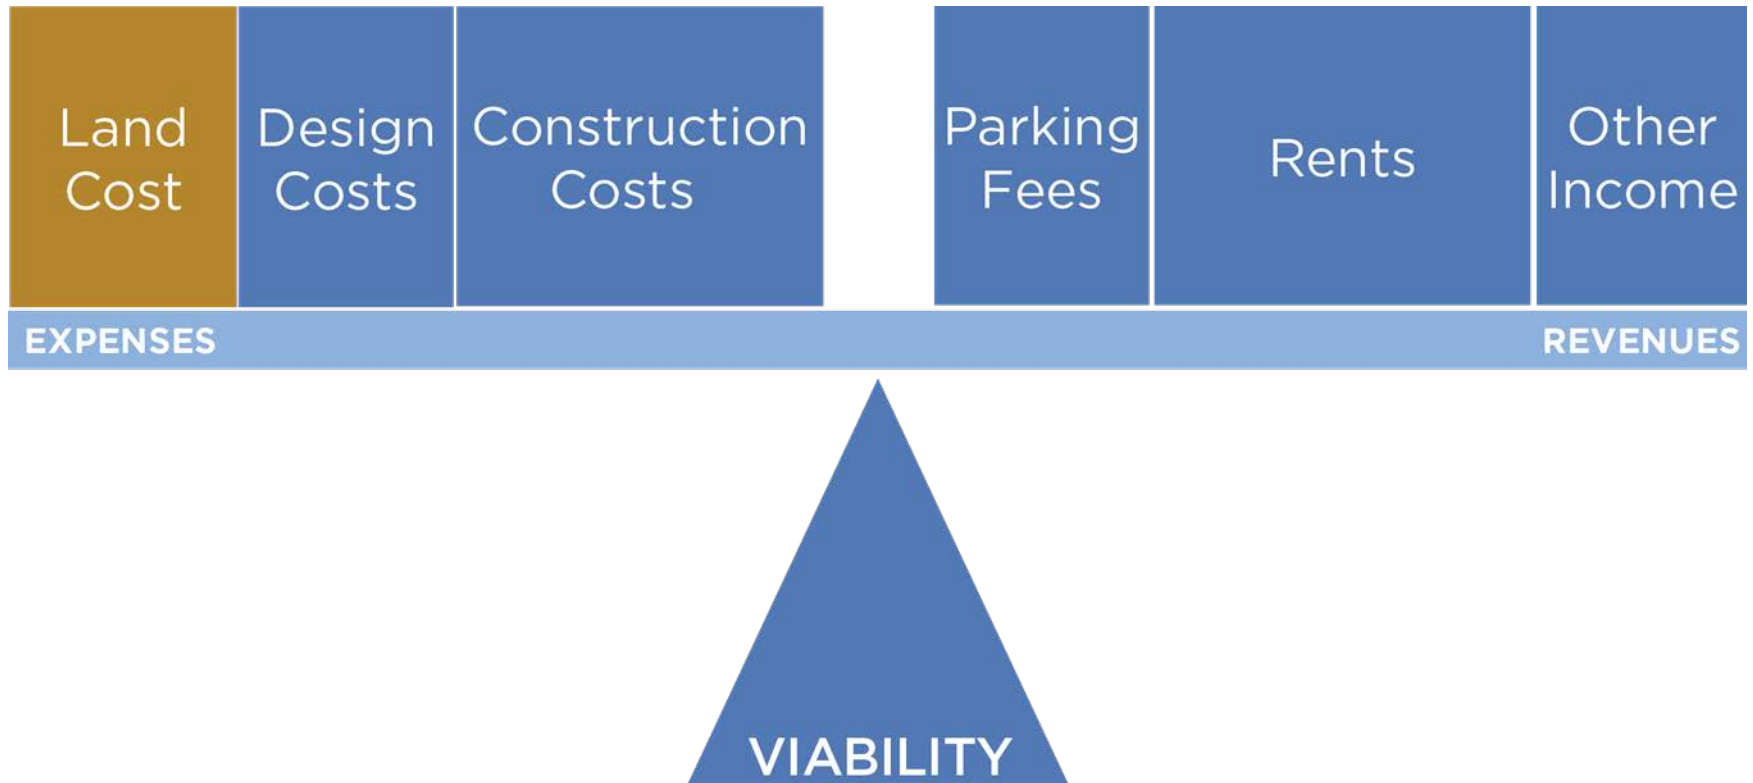 Land
Cost
Design
Costs
Construction
Costs
Parking
Fees
Rents
Other
Income
EXPENSES
REVENUES
VIABILITY